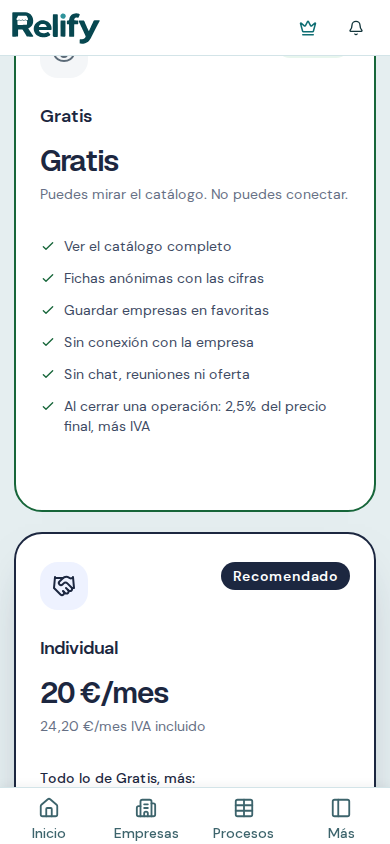 Relify
Gratis
Gratis
Puedes mirar el catálogo. No puedes conectar.
Ver el catálogo completo
Fichas anónimas con las cifras
Guardar empresas en favoritas
Sin conexión con la empresa
Sin chat, reuniones ni oferta
Al cerrar una operación: 2,5% del precio
final, más IVA
Recomendado
Individual
20 €/mes
24,20 €/mes IVA incluido
Todo lo de Gratis, más:
Inicio
Empresas
Procesos
Más